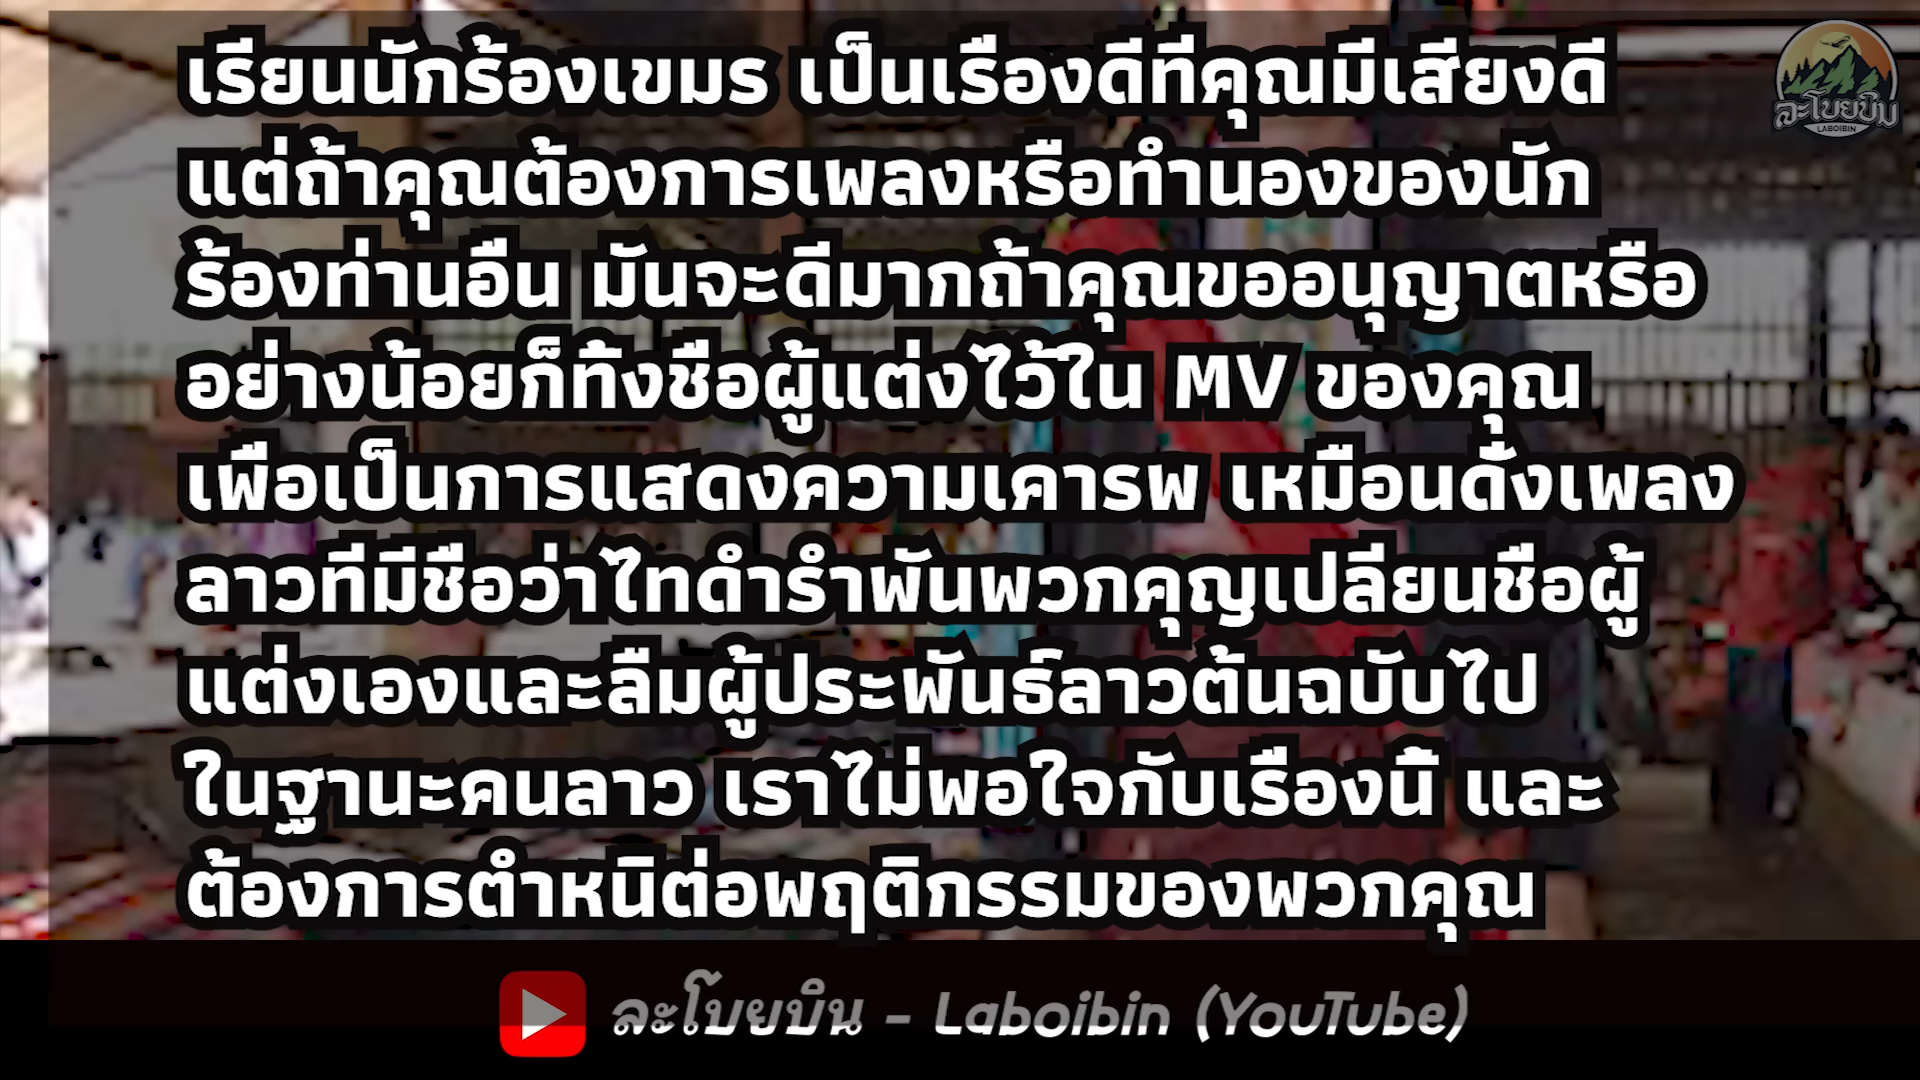 เรียนนักร้องเขมร เป็นเรื่องดีที่คุณมีเสียงดี
แต่ถ้าคุณต้องการเพลงหรือทำนองของนัก
ร้องท่านอื่น มันจะดีมากถ้าคุณขออนุญาตหรือ
อย่างน้อยก็ทิ้งชื่อผู้แต่งไว้ใน MV ของคุณ
เพื่อเป็นการแสดงความเคารพ เหมือนดั่งเพลง
ลาวที่มีชื่อว่าไทดำรำพันพวกคุญเปลี่ยนชื่อผู้
แต่งเองและลืมผู้ประพันธ์ลาวต้นฉบับไป
ในฐานะคนลาว เราไม่พอใจกับเรื่องนี้ และ
ต้องการตำหนิต่อพฤติกรรมของพวกคุณ
ละโบยบิน
LABOIBIN
ละโบยบิน - Laboibin (YouTube)